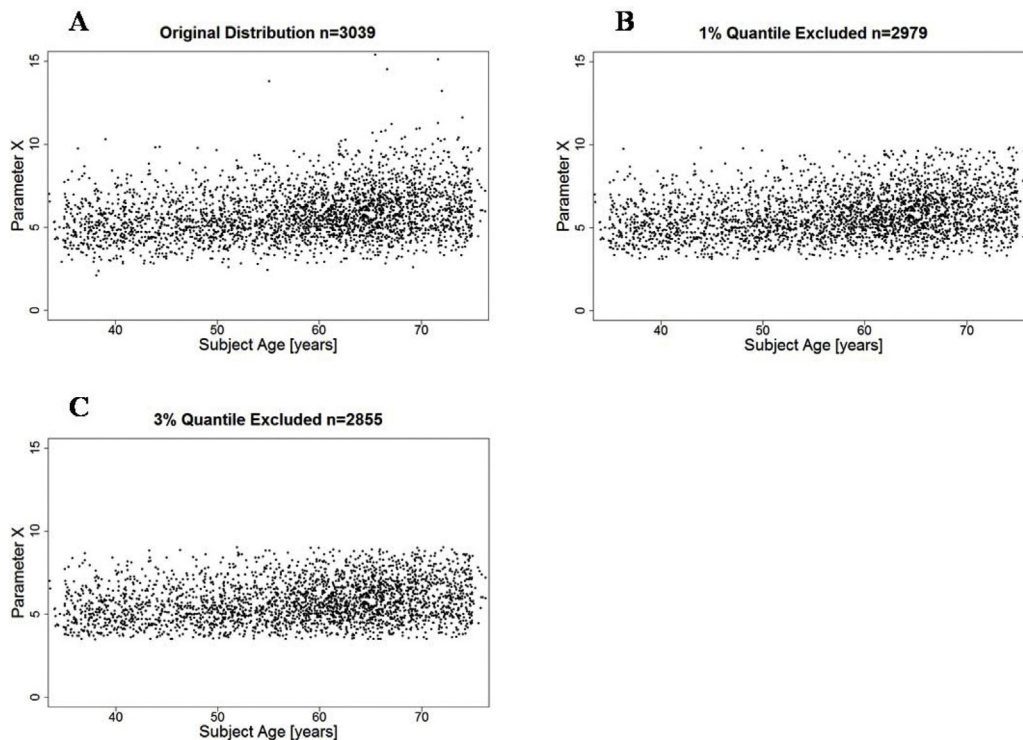 A
Original Distribution n=3039
15
10
5
0
Parameter X
40 50 60 70
Subject Age [years]
B
1% Quantile Excluded n=2979
15
10
5
0
Parameter X
40 50 60 70
Subject Age [years]
C
3% Quantile Excluded n=2855
15
10
5
0
Parameter X
40 50 60 70
Subject Age [years]